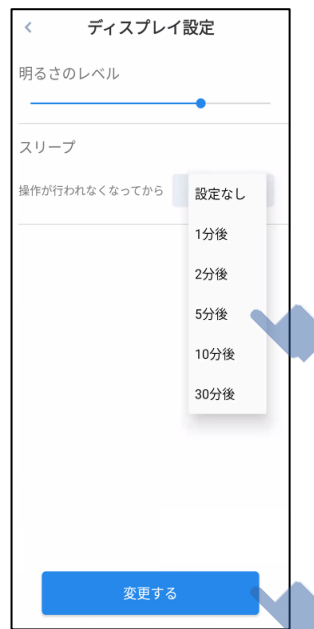 ディスプレイ設定
明るさのレベル
スリープ
操作が行われなくなってから
設定なし
1分後
2分後
5分後
10分後
30分後
変更する